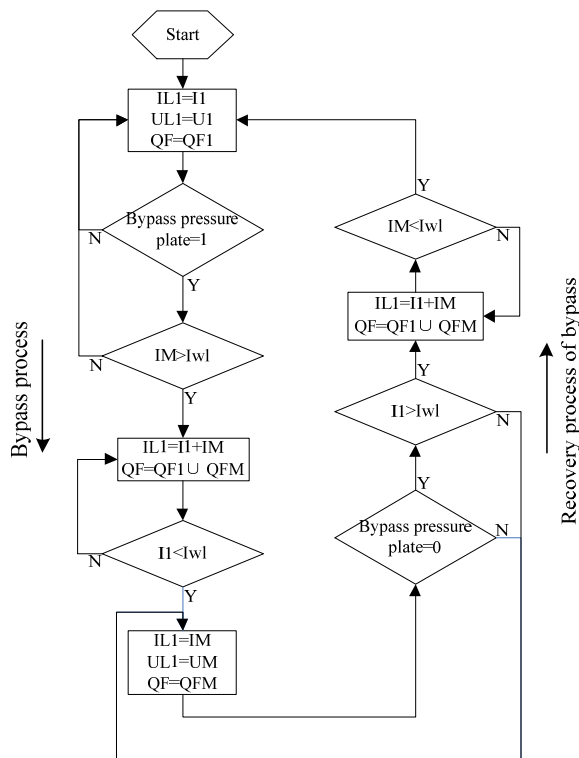 Start
IL1=I1
UL1=U1
QF=QF1
Bypass pressure
plate=1
N
Y
IM>Iwl
N
Y
IL1=I1+IM
QF=QF1∪ QFM
I1<Iwl
N
Y
IL1=IM
UL1=UM
QF=QFM
Bypass process
Y
IM<Iwl
N
IL1=I1+IM
QF=QF1∪ QFM
Y
I1>Iwl
N
Y
Bypass pressure
plate=0
N
Recovery process of bypass